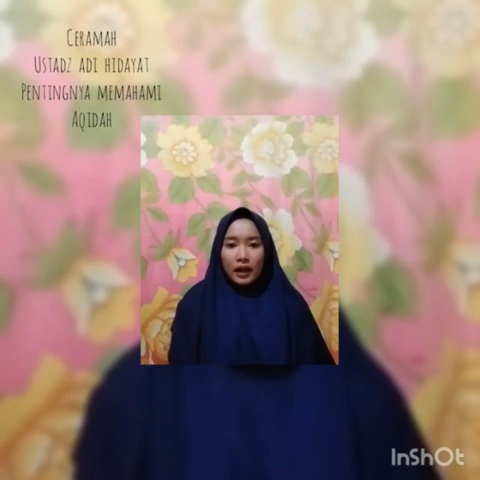 Ceramah
Ustadz adi hidayat
Pentingnya memahami
Aqidah
InShOt